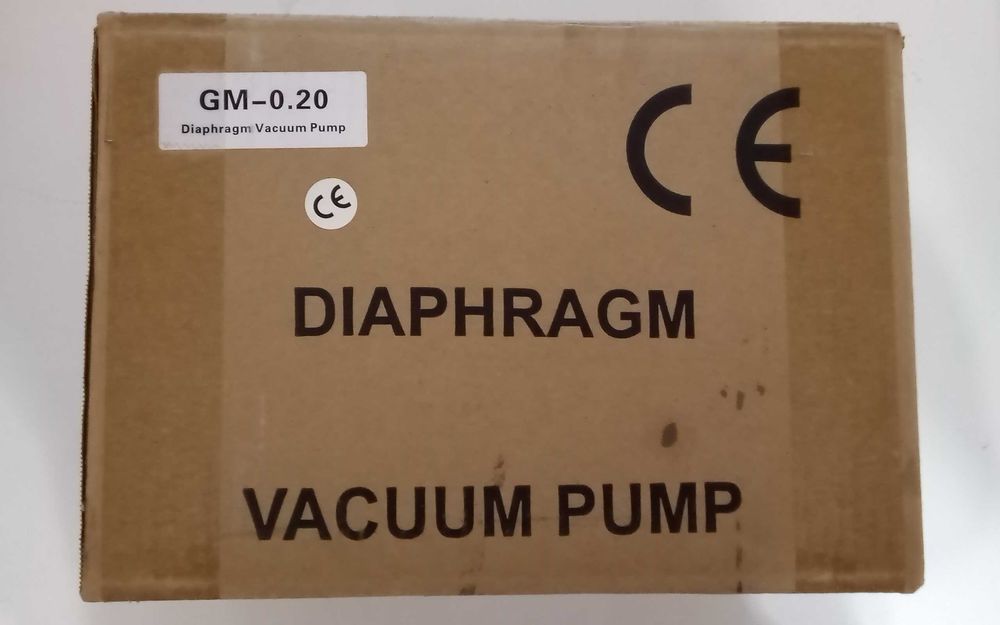 GM-0.20
Diaphragm Vacuum Pump
CE
CE
DIAPHRAGM
VACUUM PUMP